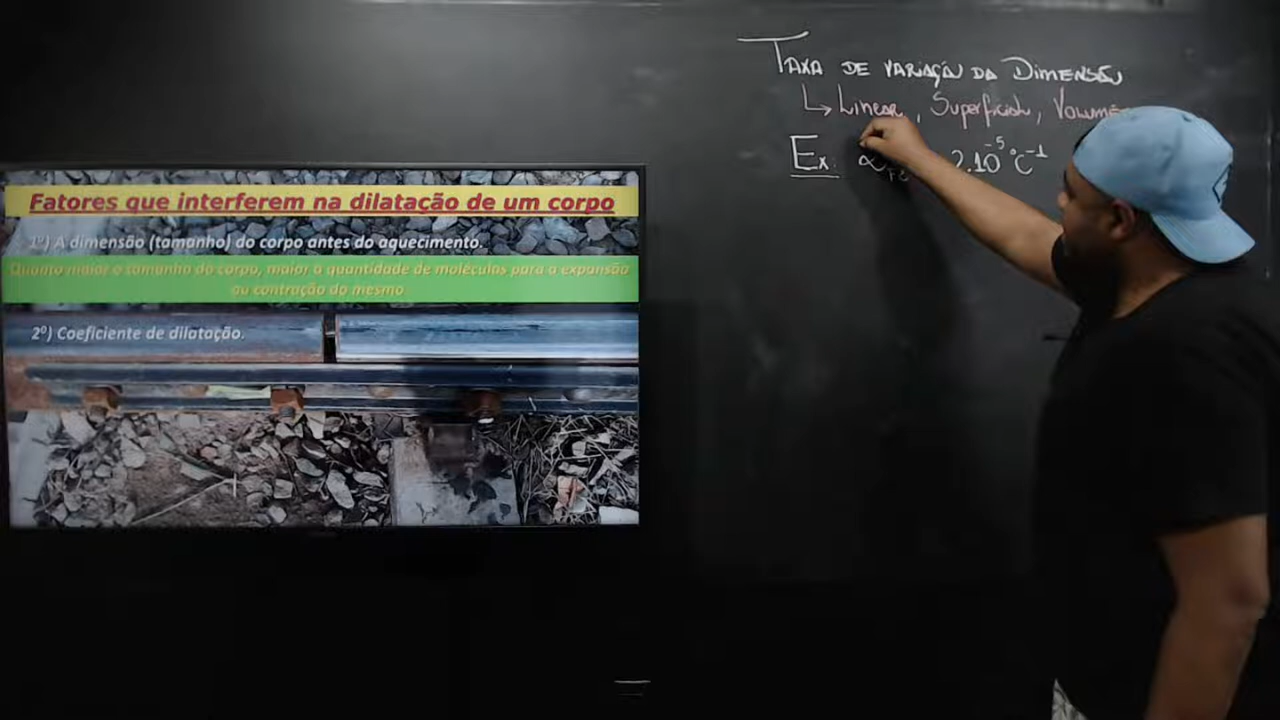 Fatores que interferem na dilatação de um corpo
1º) A dimensão (tamanho) do corpo antes do aquecimento.
Quanto maior o tamanho do corpo, maior a quantidade de moléculas para a expansão
ou contração do mesmo
2º) Coeficiente de dilatação.
TAXA DE VARIAÇÃO DA DIMENSÃO
↳ Linear, Superficial,
Ex: α 2.10⁻⁵ °C⁻¹